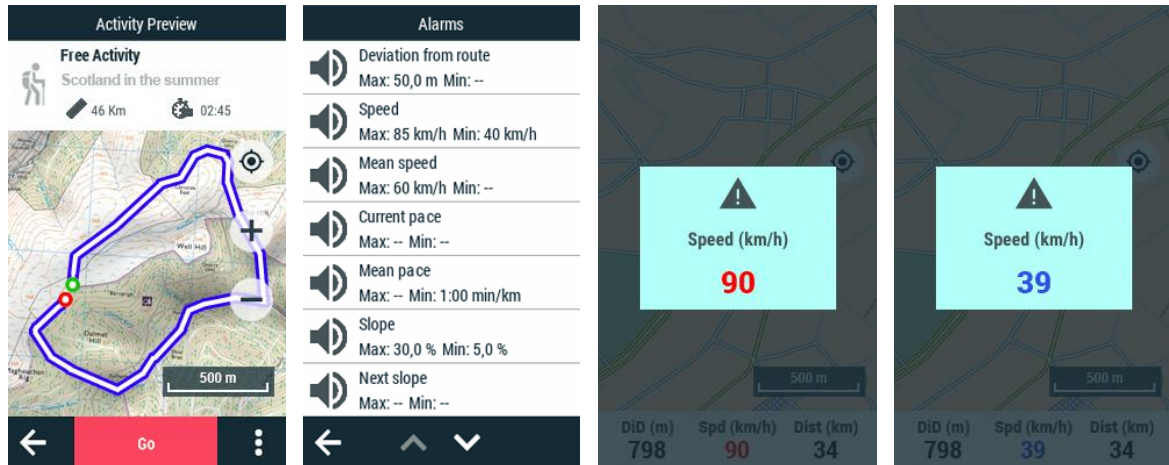 Activity Preview
Free Activity
Scotland in the summer
46 Km 02:45
Well Hill
Dalmet
Hill
500 m
Go
Alarms
Deviation from route
Max: 50,0 m Min: --
Speed
Max: 85 km/h Min: 40 km/h
Mean speed
Max: 60 km/h Min: --
Current pace
Max: -- Min: --
Mean pace
Max: -- Min: 1:00 min/km
Slope
Max: 30,0 % Min: 5,0 %
Next slope
Max: -- Min: --
Speed (km/h)
90
500 m
DiD (m) Spd (km/h) Dist (km)
798 90 34
Speed (km/h)
39
500 m
DiD (m) Spd (km/h) Dist (km)
798 39 34